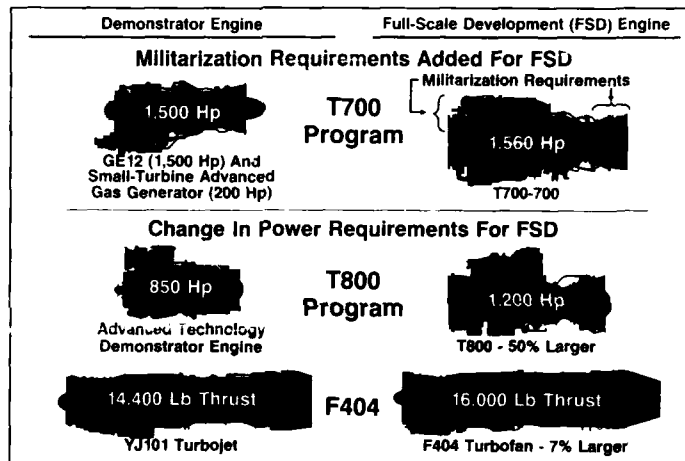 Demonstrator Engine
Full-Scale Development (FSD) Engine
Militarization Requirements Added For FSD
1,500 Hp
GE12 (1,500 Hp) And
Small-Turbine Advanced
Gas Generator (200 Hp)
T700
Program
Militarization Requirements
1.560 Hp
T700-700
Change In Power Requirements For FSD
850 Hp
Advanced Technology
Demonstrator Engine
T800
Program
1.200 Hp
T800 - 50% Larger
14.400 Lb Thrust
YJ101 Turbojet
F404
16.000 Lb Thrust
F404 Turbofan - 7% Larger